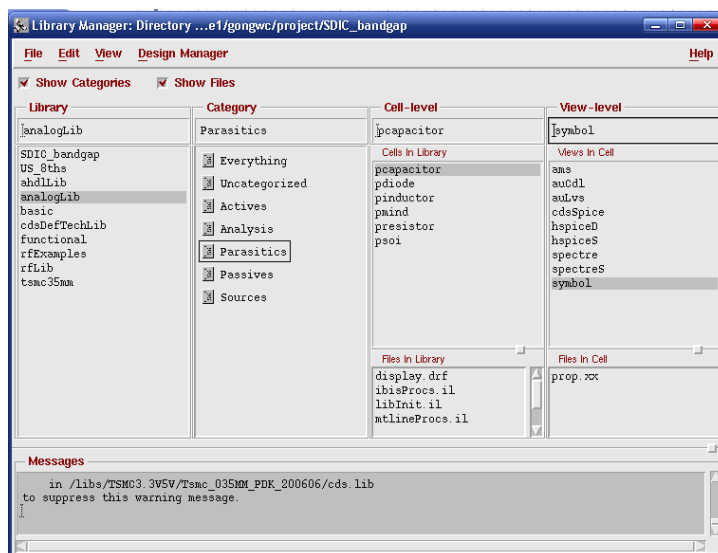 Library Manager: Directory ...e1/gongwc/project/SDIC_bandgap
File Edit View Design Manager Help
Show Categories Show Files
Library
analogLib
SDIC_bandgap
US_8ths
ahdlLib
analogLib
basic
cdsDefTechLib
functional
rfExamples
rfLib
tsmc35mm
Category
Parasitics
Everything
Uncategorized
Actives
Analysis
Parasitics
Passives
Sources
Cell-level
pcapacitor
Cells In Library
pcapacitor
pdiode
pinductor
pmind
presistor
psoi
Files In Library
display.drf
ibisProcs.il
libInit.il
mtlineProcs.il
View-level
symbol
Views In Cell
ams
auCdl
auLvs
cdsSpice
hspiceD
hspiceS
spectre
spectreS
symbol
Files In Cell
prop.xx
Messages
in /libs/TSMC3.3V5V/Tsmc_035MM_PDK_200606/cds.lib
to suppress this warning message.